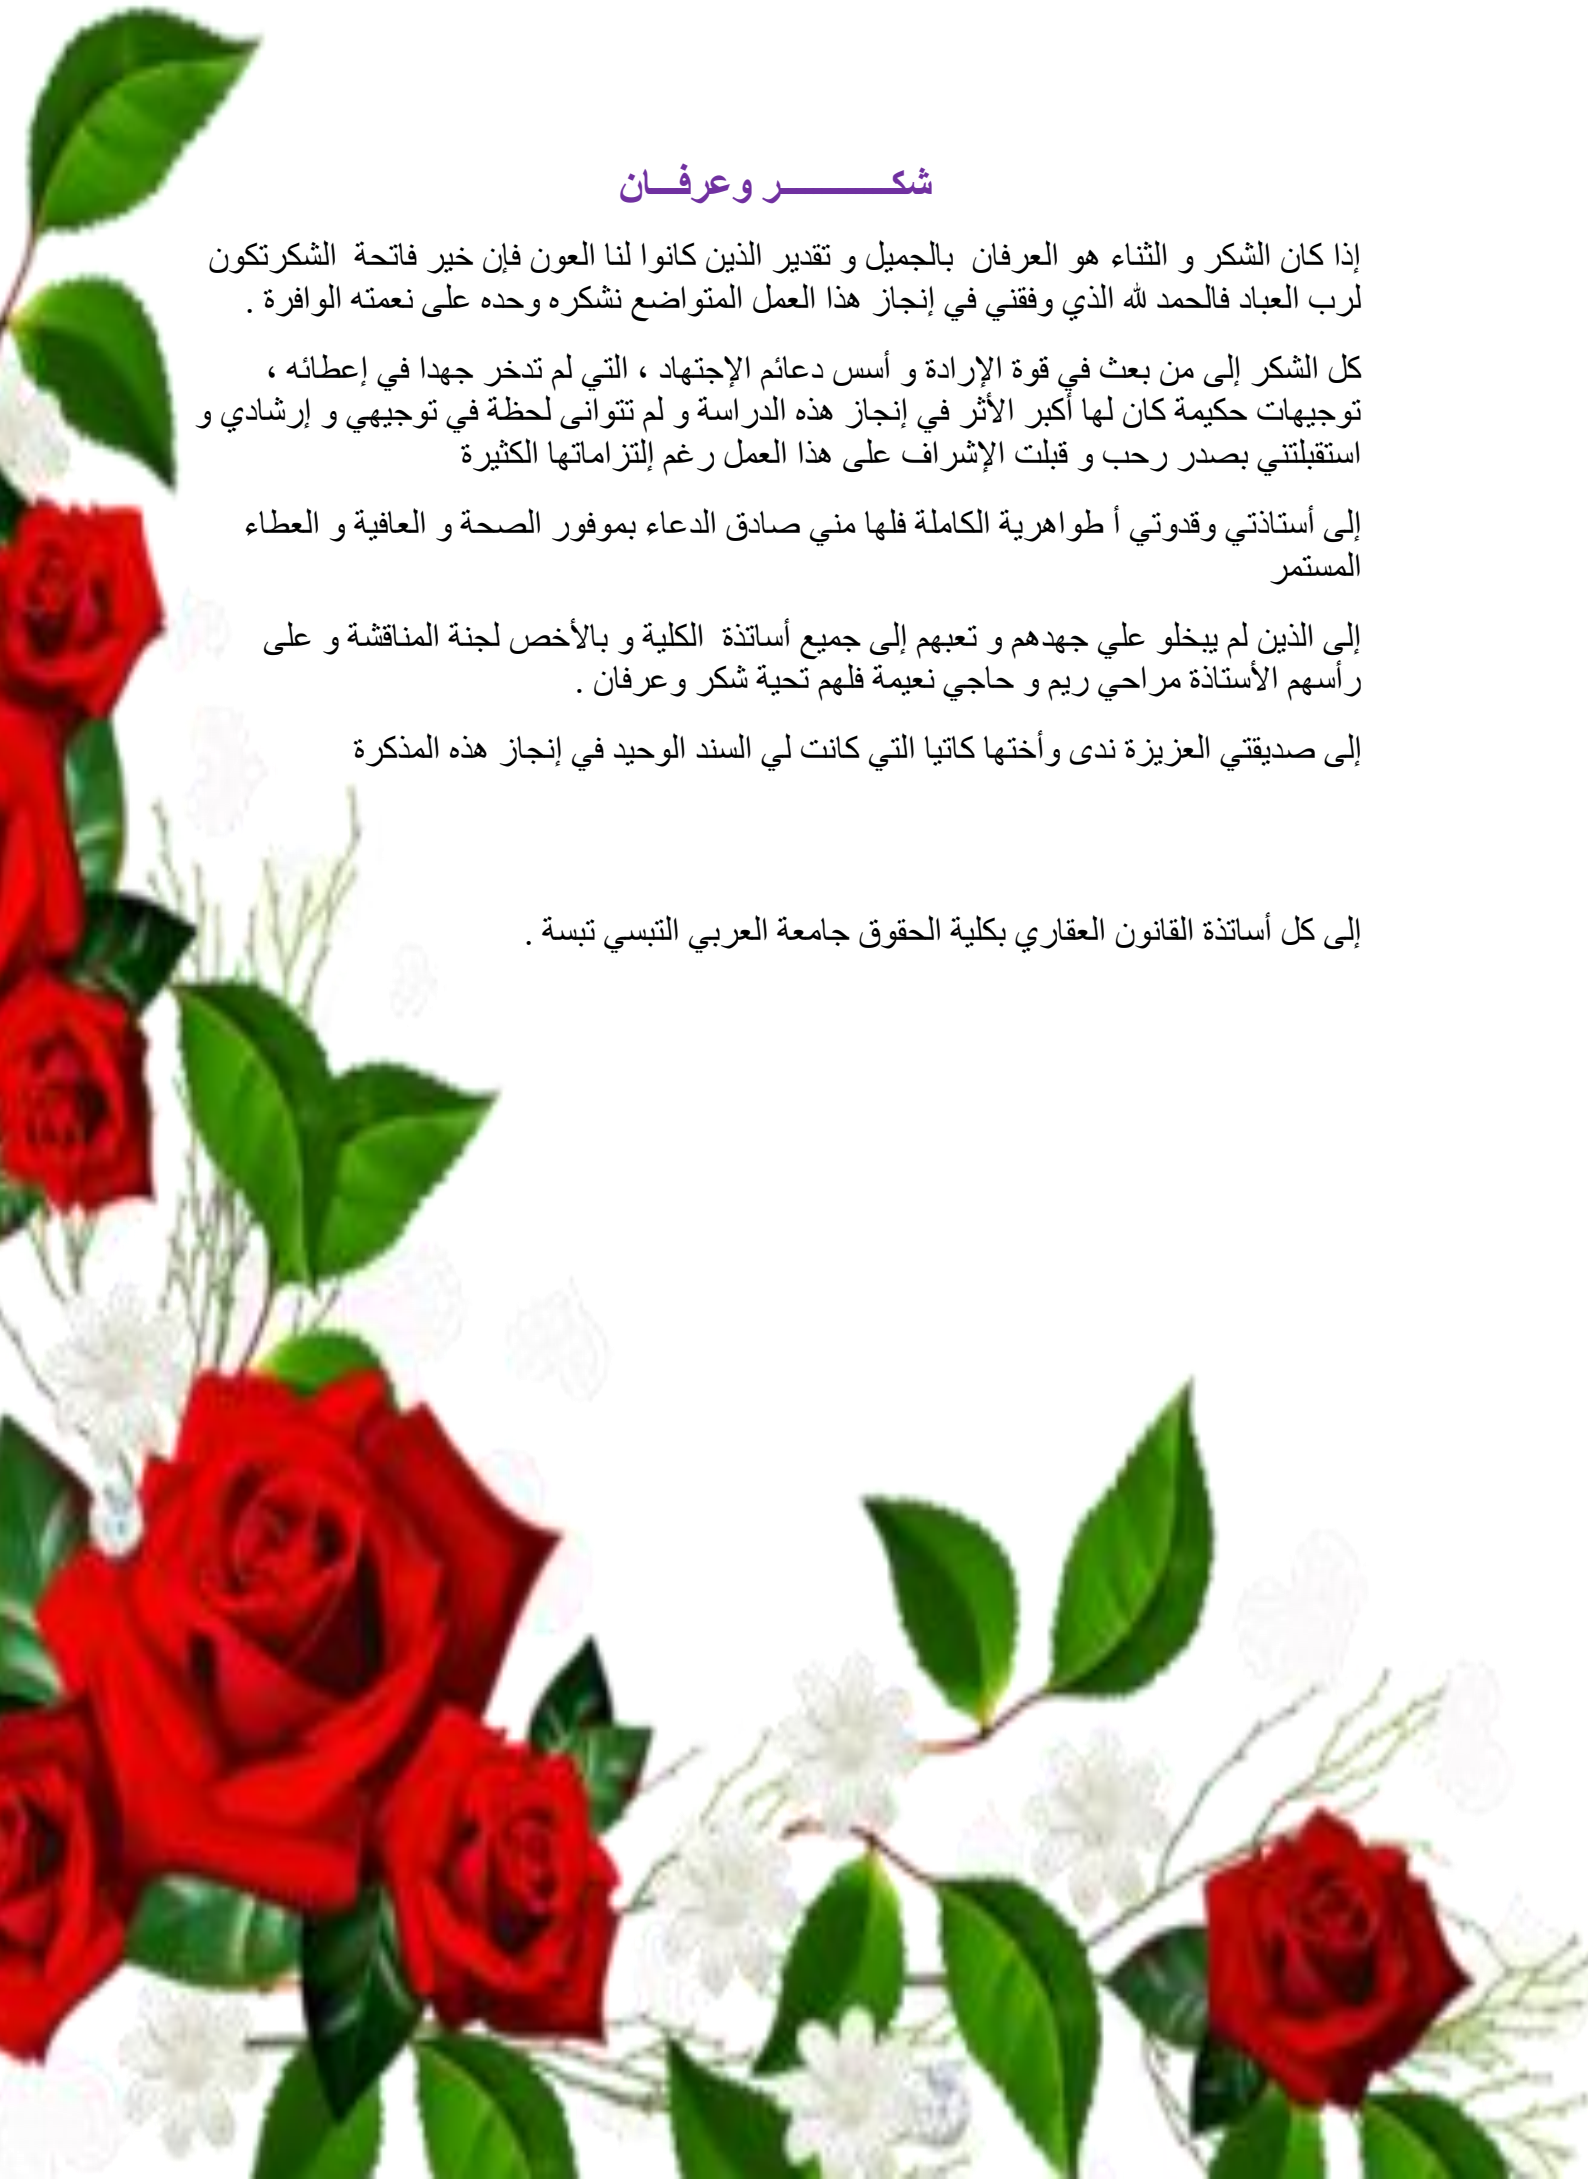 شكــــــــــر وعرفـــان
إذا كان الشكر و الثناء هو العرفان بالجميل و تقدير الذين كانوا لنا العون فإن خير فاتحة الشكرتكون
لرب العباد فالحمد لله الذي وفقني في إنجاز هذا العمل المتواضع نشكره وحده على نعمته الوافرة .
كل الشكر إلى من بعث في قوة الإرادة و أسس دعائم الإجتهاد ، التي لم تدخر جهدا في إعطائه ،
توجيهات حكيمة كان لها أكبر الأثر في إنجاز هذه الدراسة و لم تتوانى لحظة في توجيهي و إرشادي و
استقبلتني بصدر رحب و قبلت الإشراف على هذا العمل رغم إلتزاماتها الكثيرة
إلى أستاذتي وقدوتي أ طواهرية الكاملة فلها مني صادق الدعاء بموفور الصحة و العافية و العطاء
المستمر
إلى الذين لم يبخلو علي جهدهم و تعبهم إلى جميع أساتذة الكلية و بالأخص لجنة المناقشة و على
رأسهم الأستاذة مراحي ريم و حاجي نعيمة فلهم تحية شكر وعرفان .
إلى صديقتي العزيزة ندى وأختها كاتيا التي كانت لي السند الوحيد في إنجاز هذه المذكرة
إلى كل أساتذة القانون العقاري بكلية الحقوق جامعة العربي التبسي تبسة .